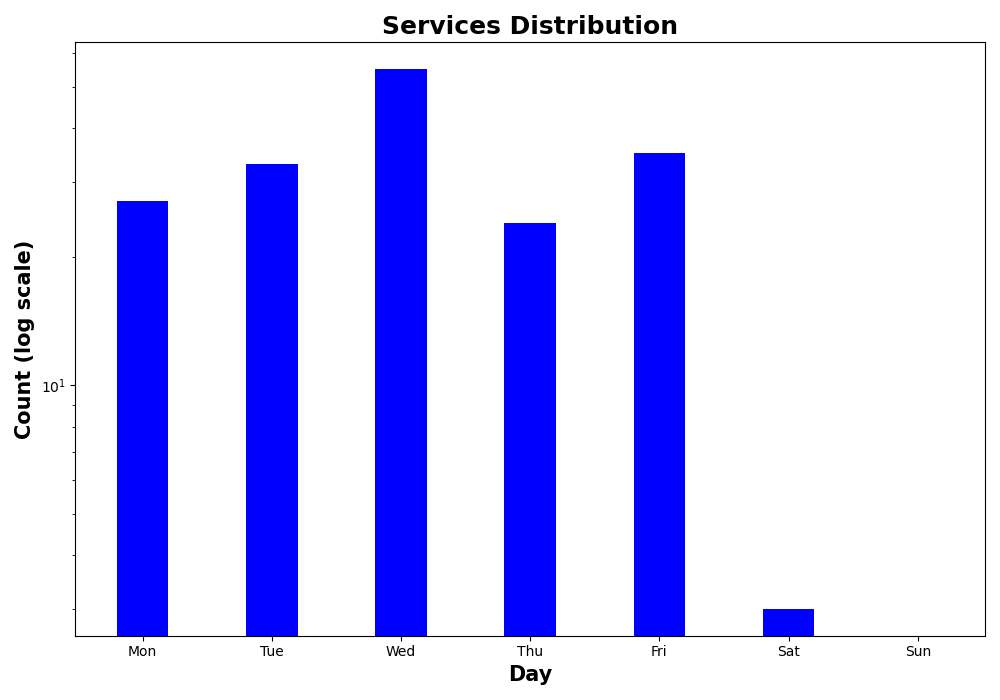 Services Distribution
Count (log scale)
10¹
Mon Tue Wed Thu Fri Sat Sun
Day